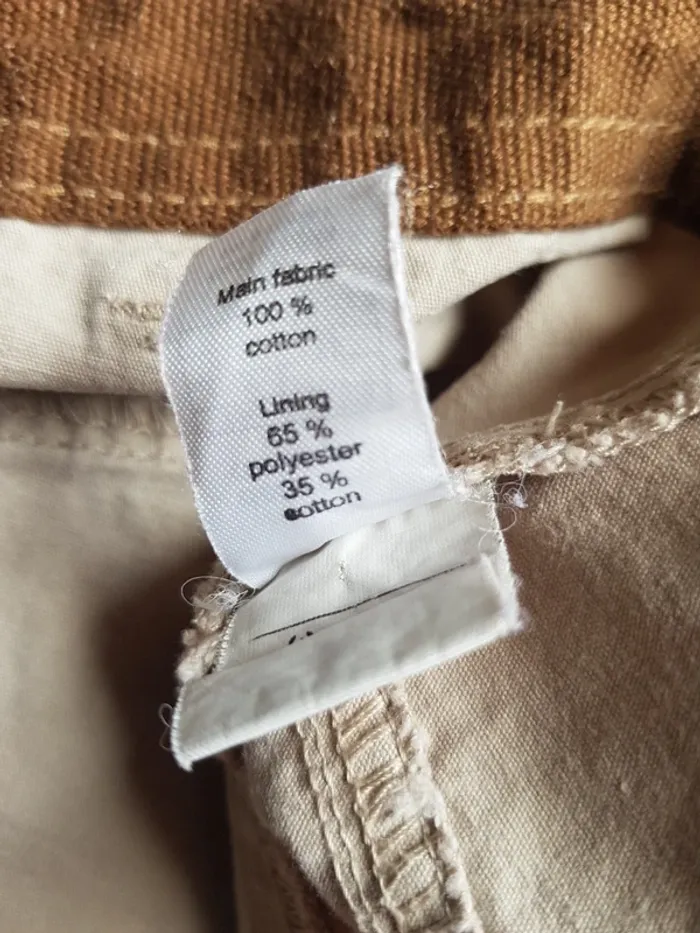 Main fabric
100 %
cotton
Lining
65 %
polyester
35 %
cotton